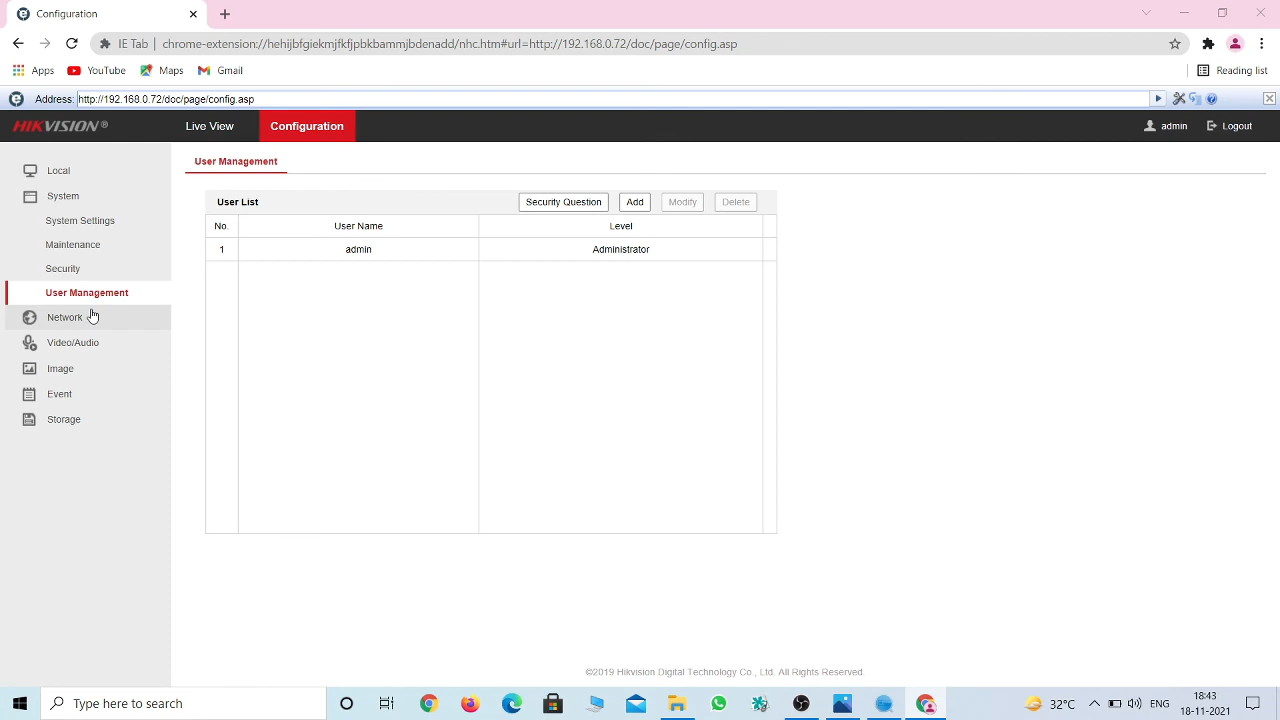 Configuration
IE Tab
chrome-extension://hehijbfgiekmjfkfjpbkbammjbdenadd/nhc.htm#url=http://192.168.0.72/doc/page/config.asp
Apps YouTube Maps Gmail Reading list
Address: http://192.168.0.72/doc/page/config.asp
HIKVISION® Live View Configuration admin Logout
Local
System
System Settings
Maintenance
Security
User Management
Network
Video/Audio
Image
Event
Storage
User Management
User List Security Question Add Modify Delete
No. User Name Level
1 admin Administrator
©2019 Hikvision Digital Technology Co., Ltd. All Rights Reserved.
Type here to search
32°C ENG
18:43
18-11-2021